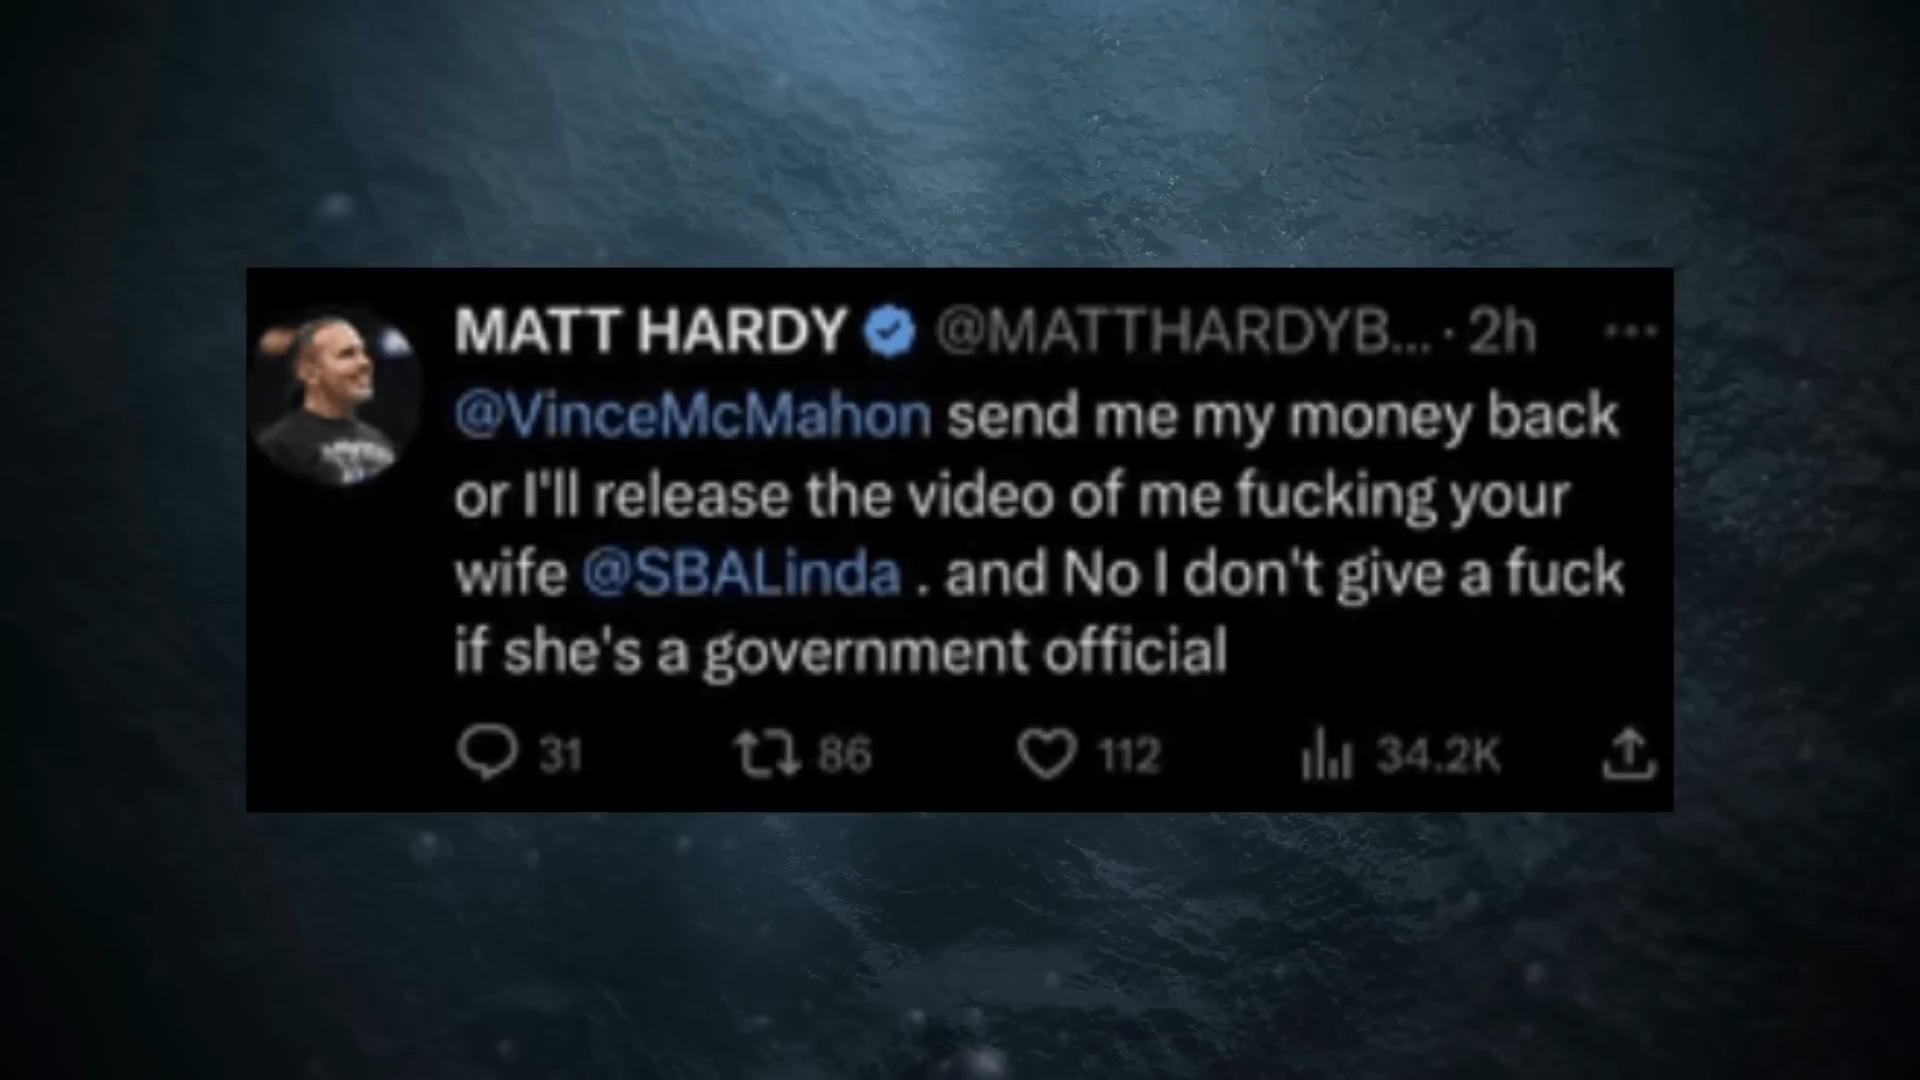 MATT HARDY @MATTHARDYB... · 2h
@VinceMcMahon send me my money back
or I'll release the video of me fucking your
wife @SBALinda . and No I don't give a fuck
if she's a government official
31 86 112 34.2K